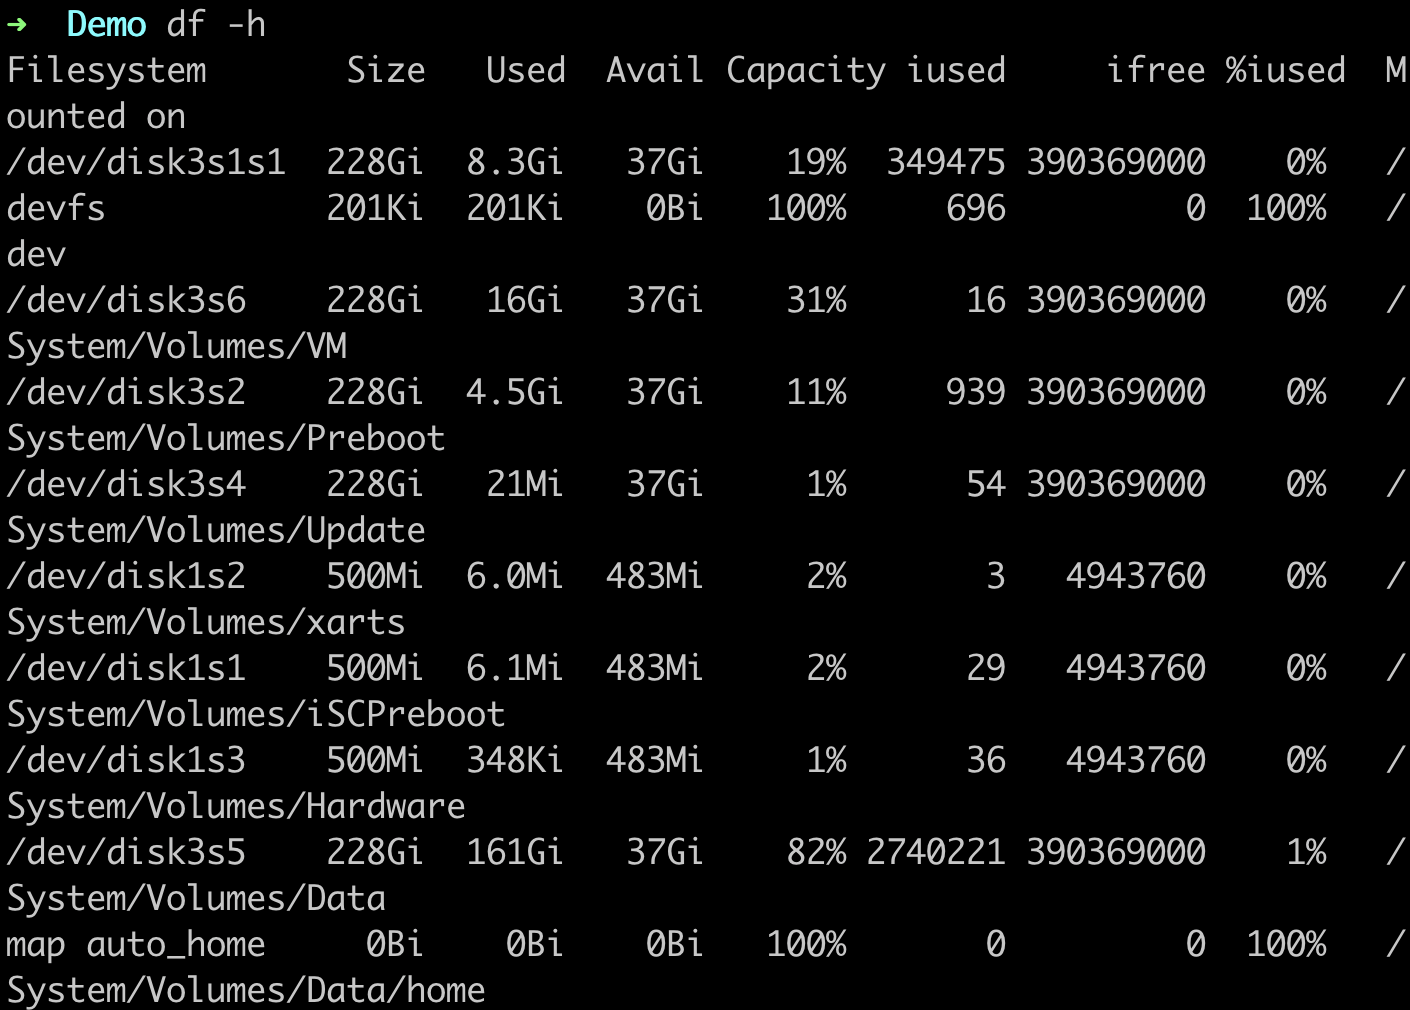 ➜  Demo df -h
Filesystem       Size   Used  Avail Capacity iused     ifree %iused  M
ounted on
/dev/disk3s1s1  228Gi  8.3Gi   37Gi    19%  349475 390369000    0%   /
devfs           201Ki  201Ki    0Bi   100%     696         0  100%   /
dev
/dev/disk3s6    228Gi   16Gi   37Gi    31%      16 390369000    0%   /
System/Volumes/VM
/dev/disk3s2    228Gi  4.5Gi   37Gi    11%     939 390369000    0%   /
System/Volumes/Preboot
/dev/disk3s4    228Gi   21Mi   37Gi     1%      54 390369000    0%   /
System/Volumes/Update
/dev/disk1s2    500Mi  6.0Mi  483Mi     2%       3   4943760    0%   /
System/Volumes/xarts
/dev/disk1s1    500Mi  6.1Mi  483Mi     2%      29   4943760    0%   /
System/Volumes/iSCPreboot
/dev/disk1s3    500Mi  348Ki  483Mi     1%      36   4943760    0%   /
System/Volumes/Hardware
/dev/disk3s5    228Gi  161Gi   37Gi    82% 2740221 390369000    1%   /
System/Volumes/Data
map auto_home     0Bi    0Bi    0Bi   100%       0         0  100%   /
System/Volumes/Data/home